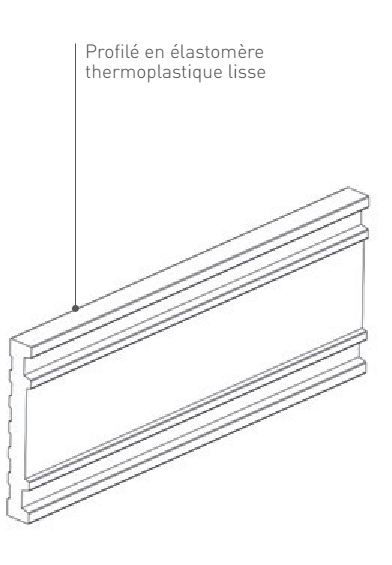 Profilé en élastomère
thermoplastique lisse